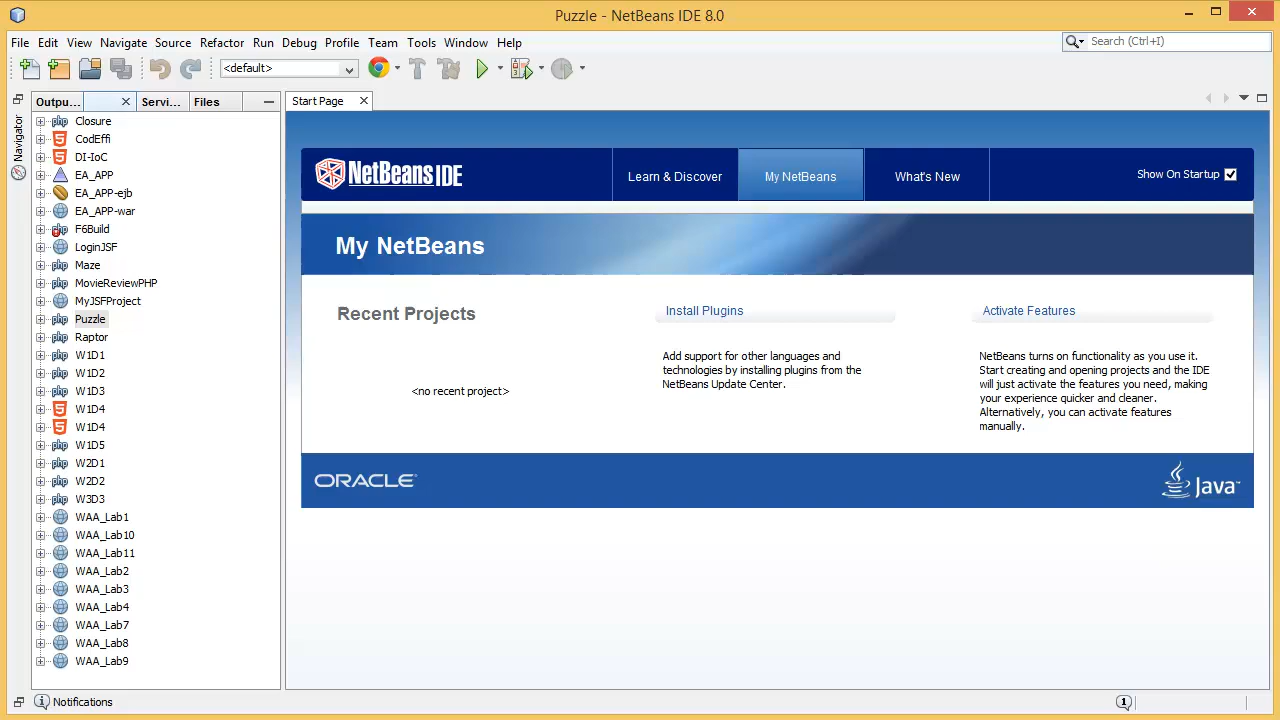 Puzzle - NetBeans IDE 8.0
File Edit View Navigate Source Refactor Run Debug Profile Team Tools Window Help
Search (Ctrl+I)
<default>
Navigator
Outpu... Servi... Files
Start Page
Closure
CodEffi
DI-IoC
EA_APP
EA_APP-ejb
EA_APP-war
F6Build
LoginJSF
Maze
MovieReviewPHP
MyJSFProject
Puzzle
Raptor
W1D1
W1D2
W1D3
W1D4
W1D4
W1D5
W2D1
W2D2
W3D3
WAA_Lab1
WAA_Lab10
WAA_Lab11
WAA_Lab2
WAA_Lab3
WAA_Lab4
WAA_Lab7
WAA_Lab8
WAA_Lab9
NetBeans IDE
Learn & Discover
My NetBeans
What's New
Show On Startup
My NetBeans
Recent Projects
<no recent project>
Install Plugins
Add support for other languages and
technologies by installing plugins from the
NetBeans Update Center.
Activate Features
NetBeans turns on functionality as you use it.
Start creating and opening projects and the IDE
will just activate the features you need, making
your experience quicker and cleaner.
Alternatively, you can activate features
manually.
ORACLE
Java
Notifications
1